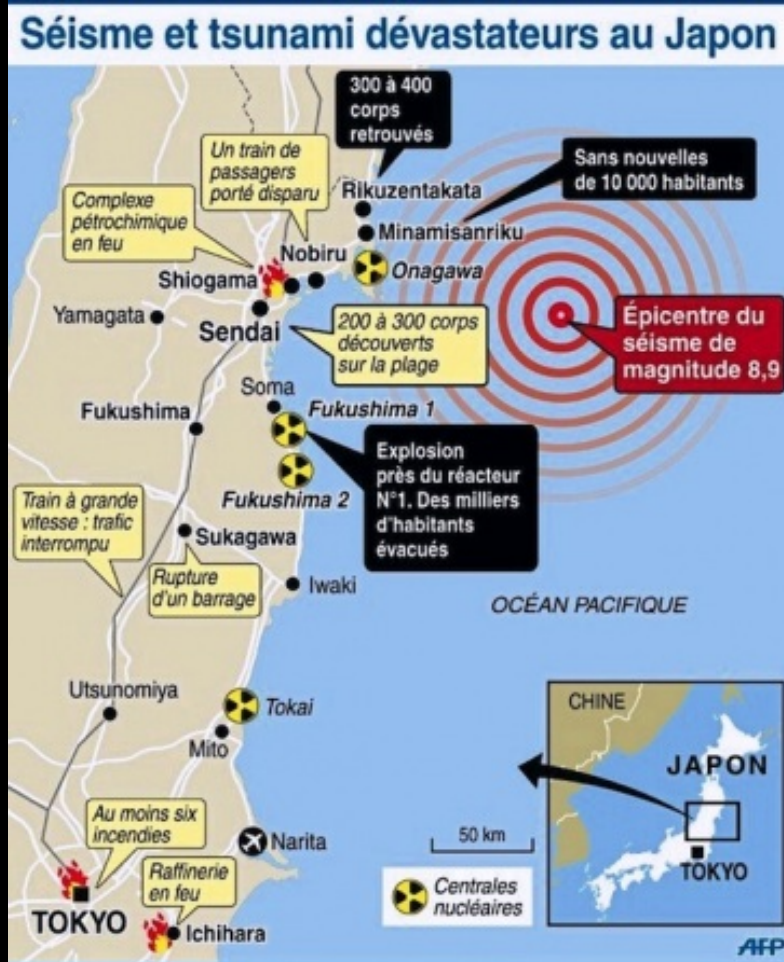 Séisme et tsunami dévastateurs au Japon
300 à 400
corps
retrouvés
Un train de
passagers
porté disparu
Sans nouvelles
de 10 000 habitants
Complexe
pétrochimique
en feu
Rikuzentakata
Minamisanriku
Nobiru
Onagawa
Shiogama
Yamagata
Sendai
200 à 300 corps
découverts
sur la plage
Épicentre du
séisme de
magnitude 8,9
Soma
Fukushima
Fukushima 1
Explosion
près du réacteur
N°1. Des milliers
d'habitants
évacués
Fukushima 2
Train à grande
vitesse : trafic
interrompu
Sukagawa
Rupture
d'un barrage
Iwaki
OCÉAN PACIFIQUE
Utsunomiya
Tokai
Mito
CHINE
JAPON
TOKYO
Au moins six
incendies
Narita
50 km
Raffinerie
en feu
Centrales
nucléaires
TOKYO
Ichihara
AFP